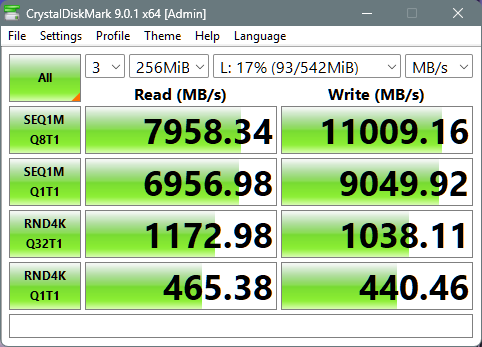 CrystalDiskMark 9.0.1 x64 [Admin]
File Settings Profile Theme Help Language
All 3 256MiB L: 17% (93/542MiB) MB/s
Read (MB/s) Write (MB/s)
SEQ1M
Q8T1 7958.34 11009.16
SEQ1M
Q1T1 6956.98 9049.92
RND4K
Q32T1 1172.98 1038.11
RND4K
Q1T1 465.38 440.46